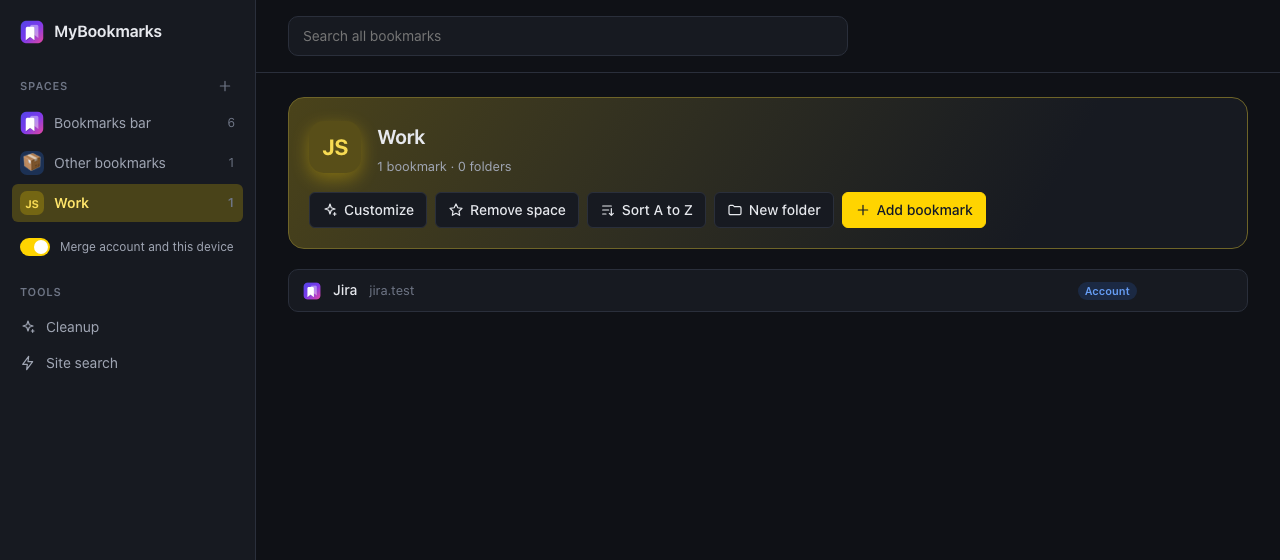 MyBookmarks
Search all bookmarks
SPACES
Bookmarks bar 6
Other bookmarks 1
JS Work 1
Merge account and this device
TOOLS
Cleanup
Site search
JS
Work
1 bookmark · 0 folders
Customize Remove space Sort A to Z New folder Add bookmark
Jira jira.test Account